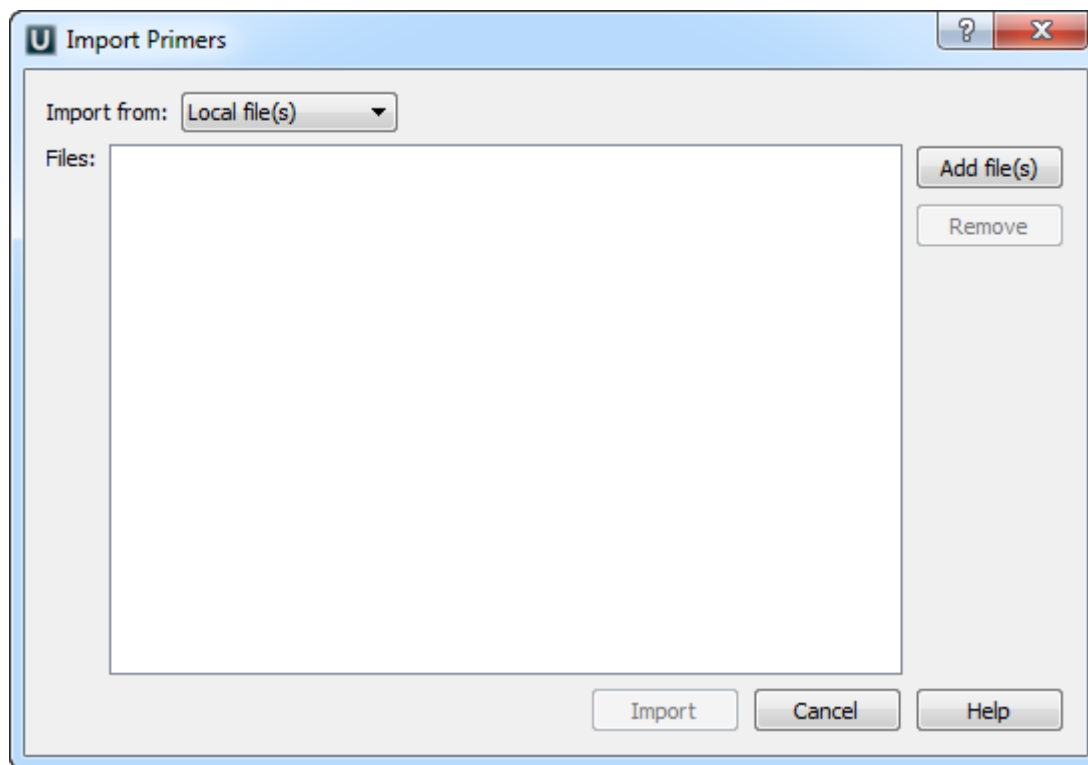 U Import Primers ?
Import from: Local file(s)
Files:
Add file(s)
Remove
Import Cancel Help